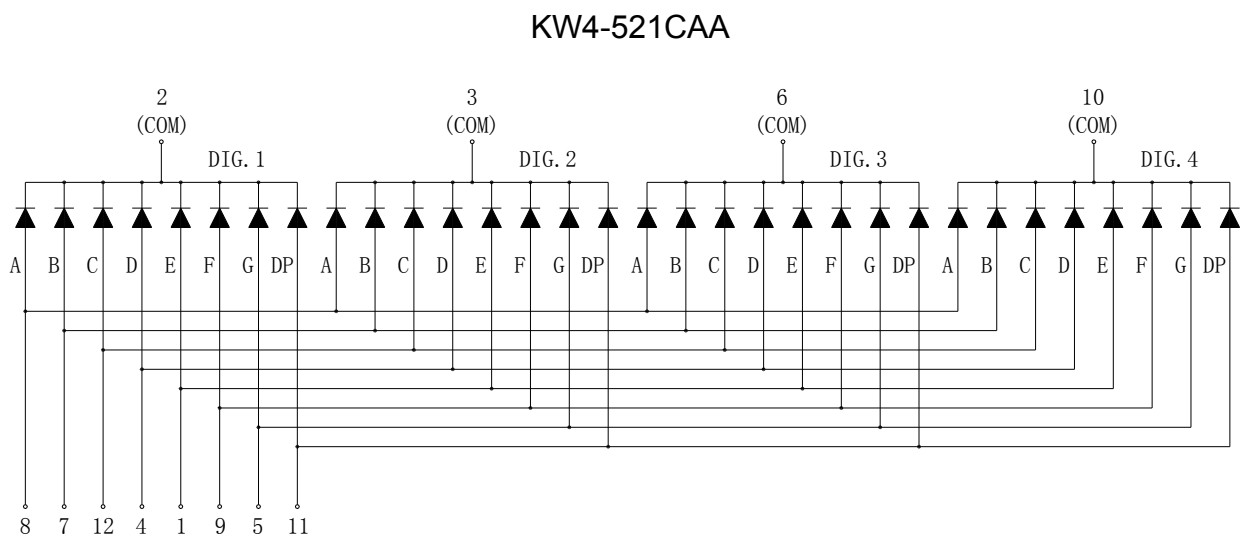 KW4-521CAA
2 3 6 10
(COM) (COM) (COM) (COM)
DIG.1 DIG.2 DIG.3 DIG.4
A B C D E F G DP A B C D E F G DP A B C D E F G DP A B C D E F G DP
8 7 12 4 1 9 5 11